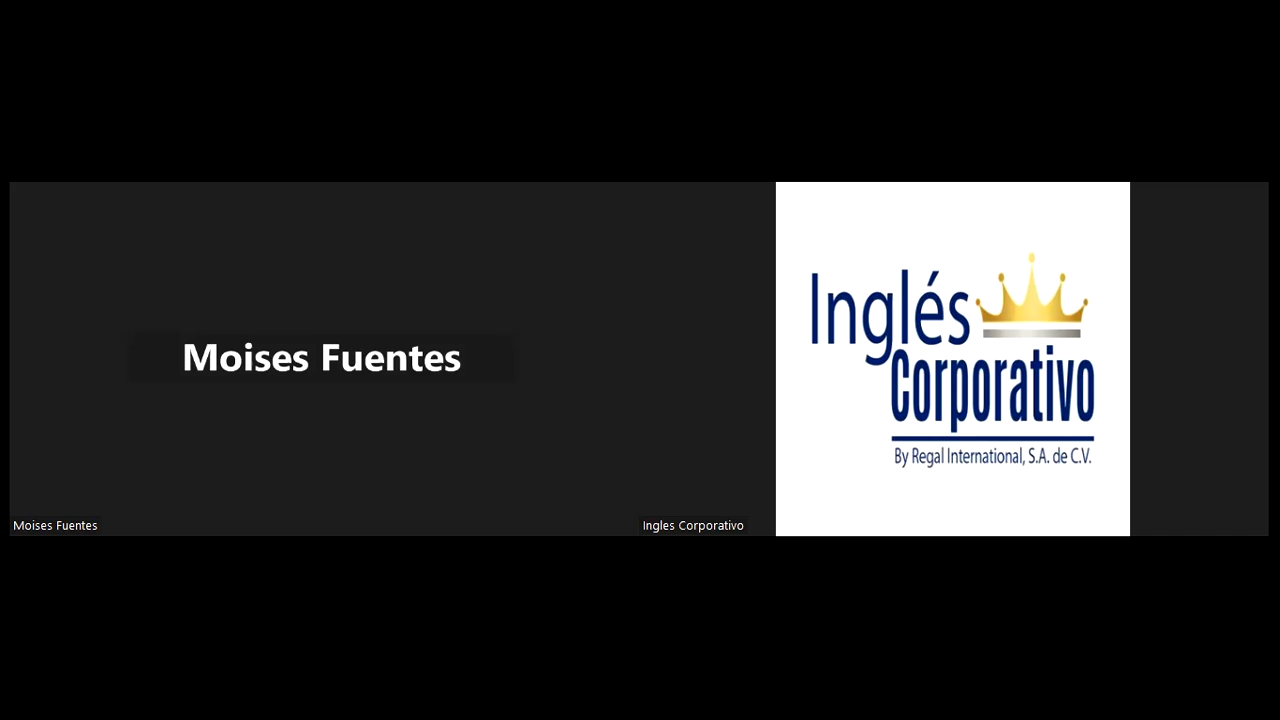 Moises Fuentes
Inglés
Corporativo
By Regal International, S.A. de C.V.
Moises Fuentes
Ingles Corporativo